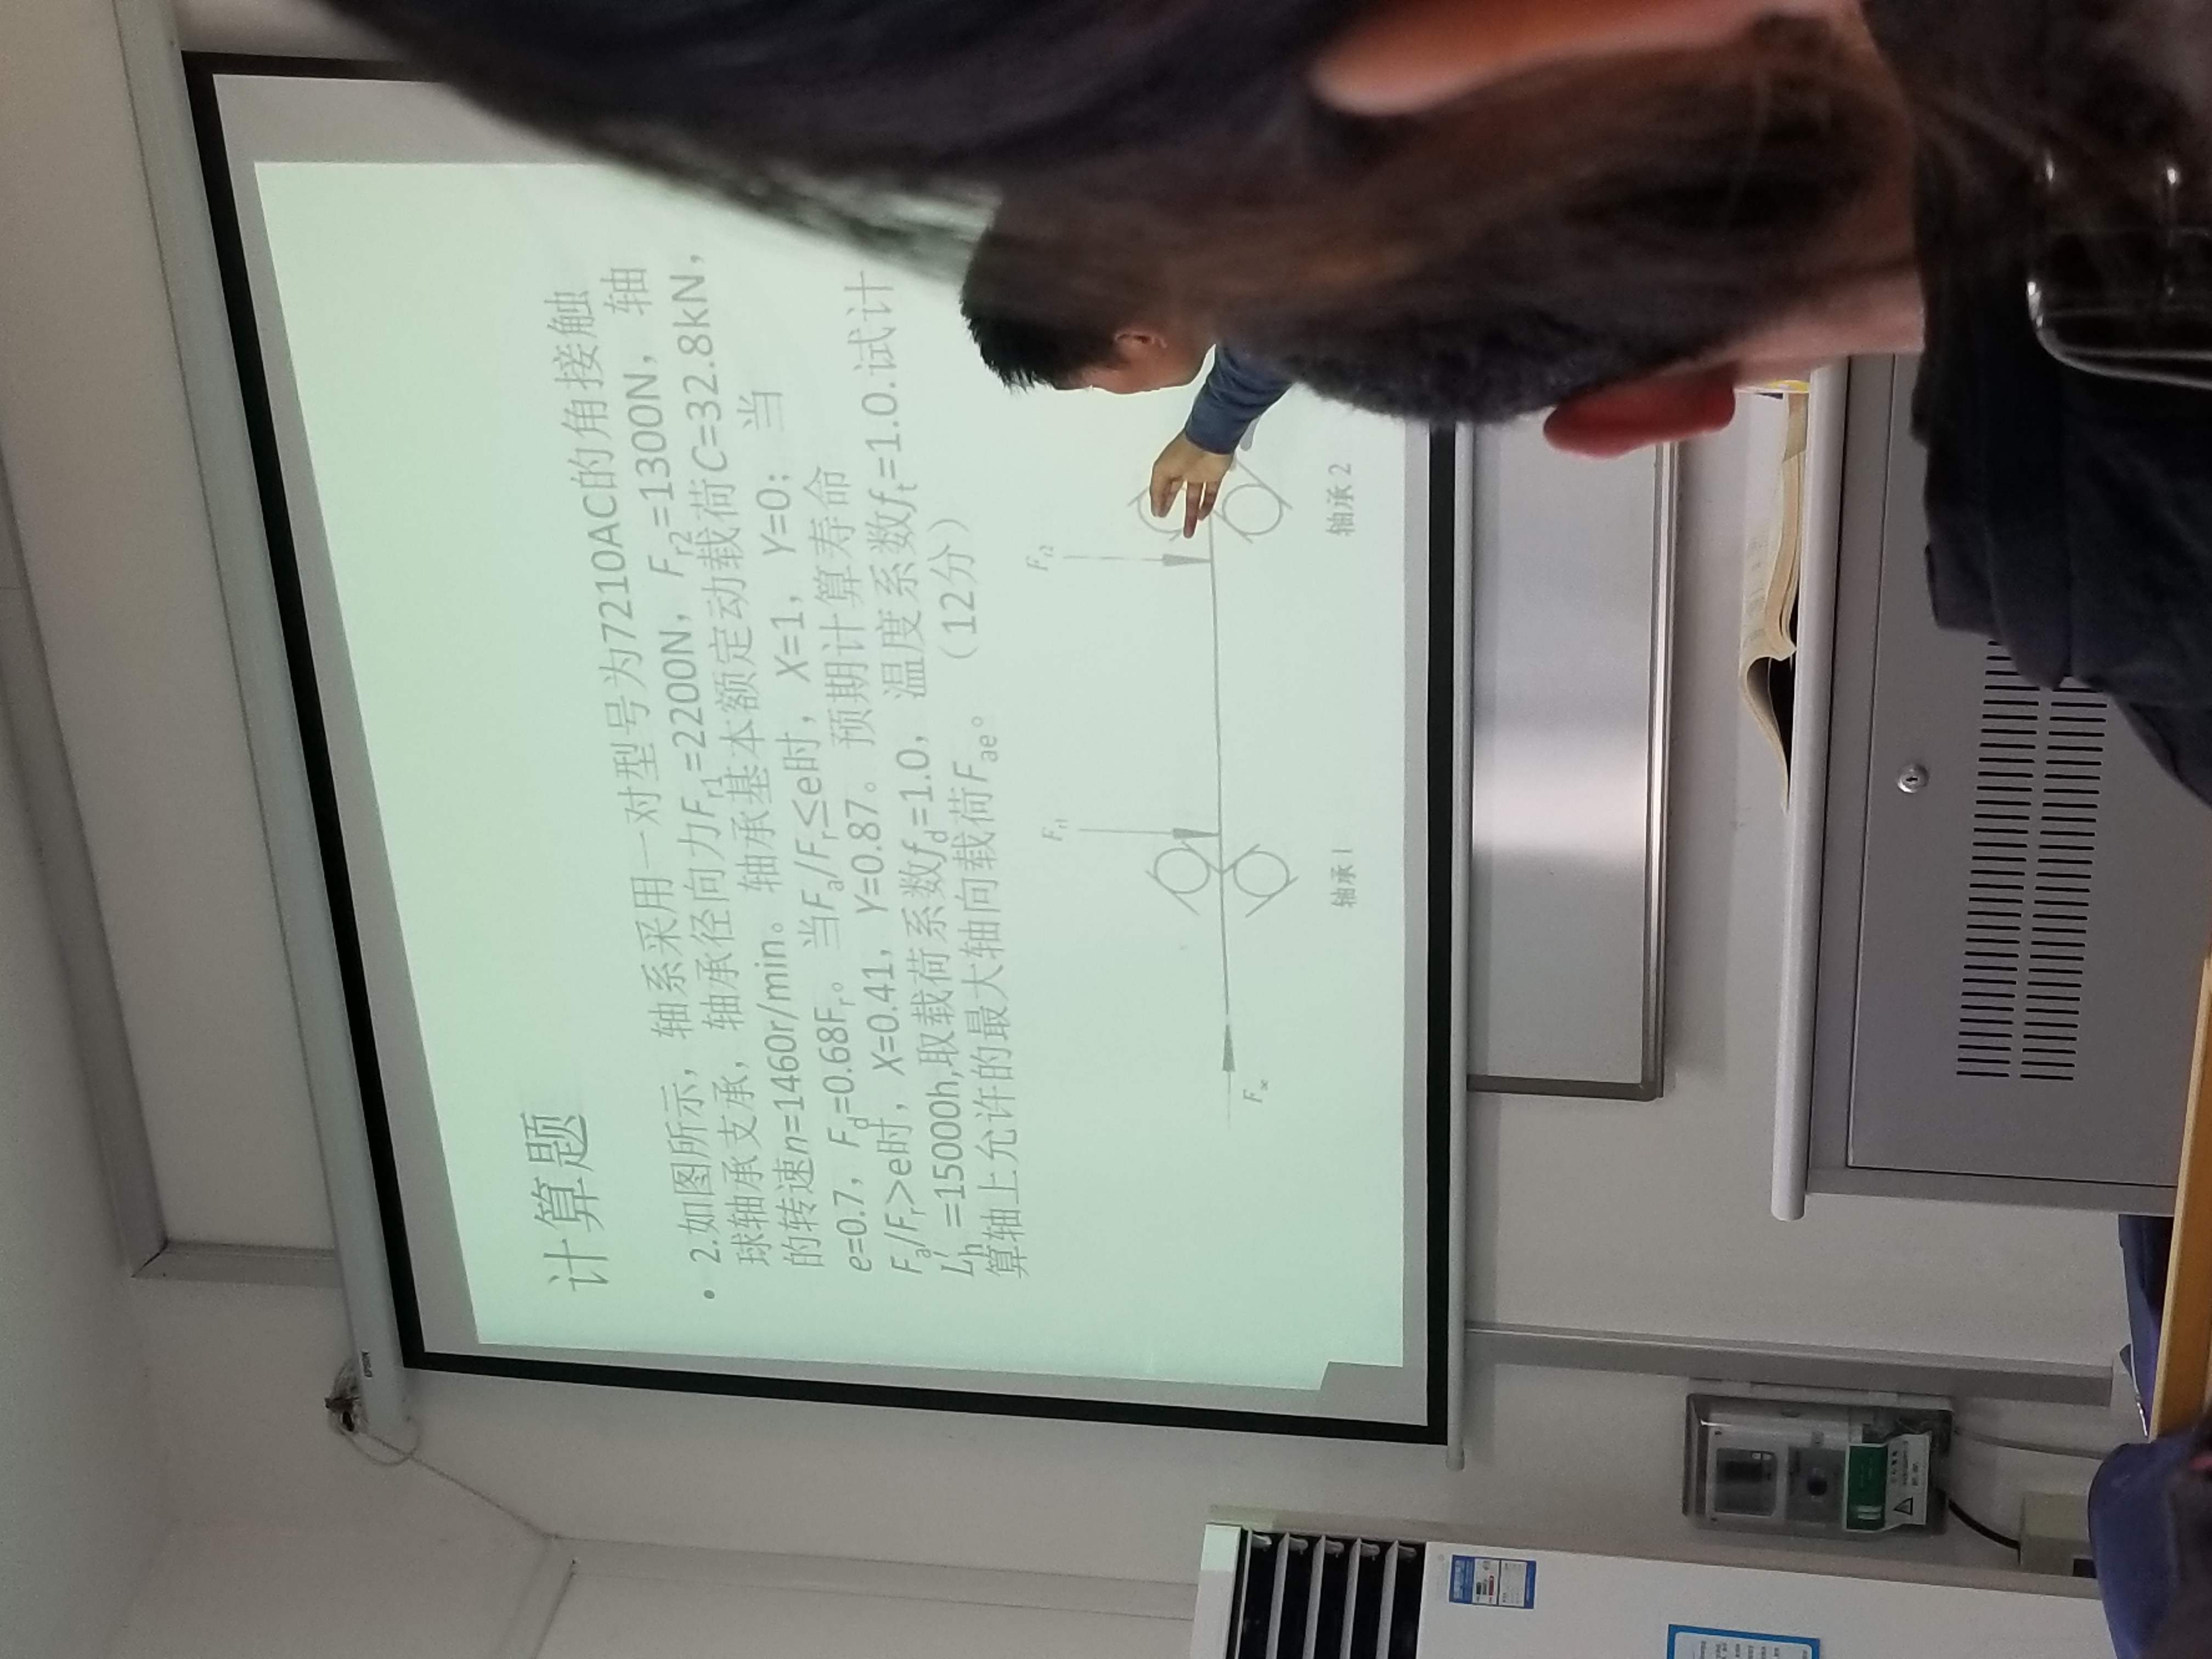 EPSON
计算题
• 2.如图所示，轴系采用一对型号为7210AC的角接触
球轴承支承，轴承径向力Fr1=2200N，Fr2=1300N，轴
的转速n=1460r/min。轴承基本额定动载荷C=32.8kN，
e=0.7，Fd=0.68Fr。当Fa/Fr≤e时，X=1，Y=0；当
Fa/Fr>e时，X=0.41，Y=0.87。预期计算寿命
L'h=15000h,取载荷系数fd=1.0，温度系数ft=1.0.试计
算轴上允许的最大轴向载荷Fae。（12分）
Fr1
Fr2
Fae
轴承 1
轴承 2